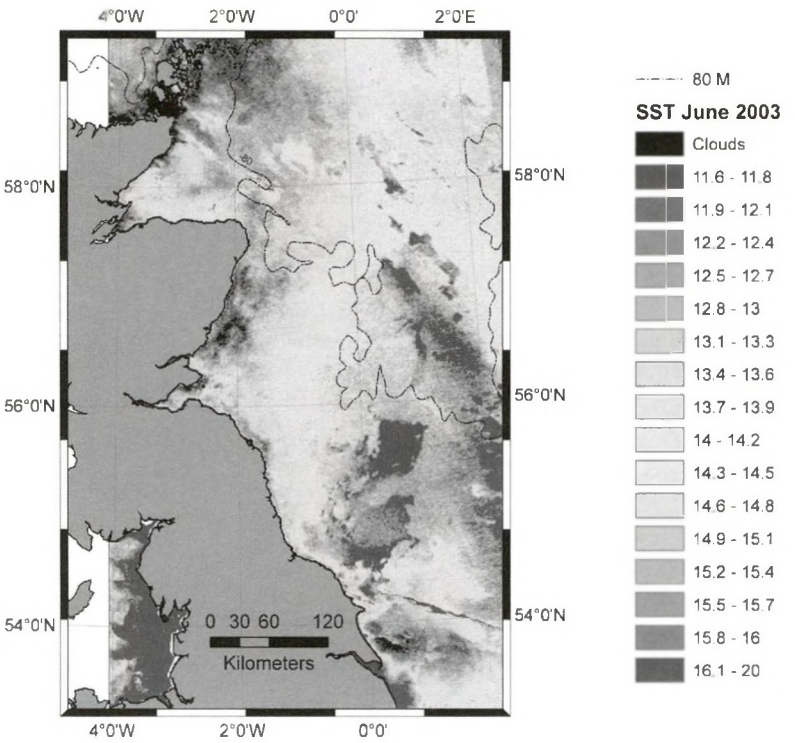 4°0'W 2°0'W 0°0' 2°0'E
80 M
SST June 2003
Clouds
58°0'N 58°0'N
11.6 - 11.8
11.9 - 12.1
12.2 - 12.4
12.5 - 12.7
12.8 - 13
13.1 - 13.3
13.4 - 13.6
56°0'N 56°0'N
13.7 - 13.9
14 - 14.2
14.3 - 14.5
14.6 - 14.8
14.9 - 15.1
15.2 - 15.4
15.5 - 15.7
15.8 - 16
16.1 - 20
54°0'N 54°0'N
0 30 60 120
Kilometers
4°0'W 2°0'W 0°0'
80